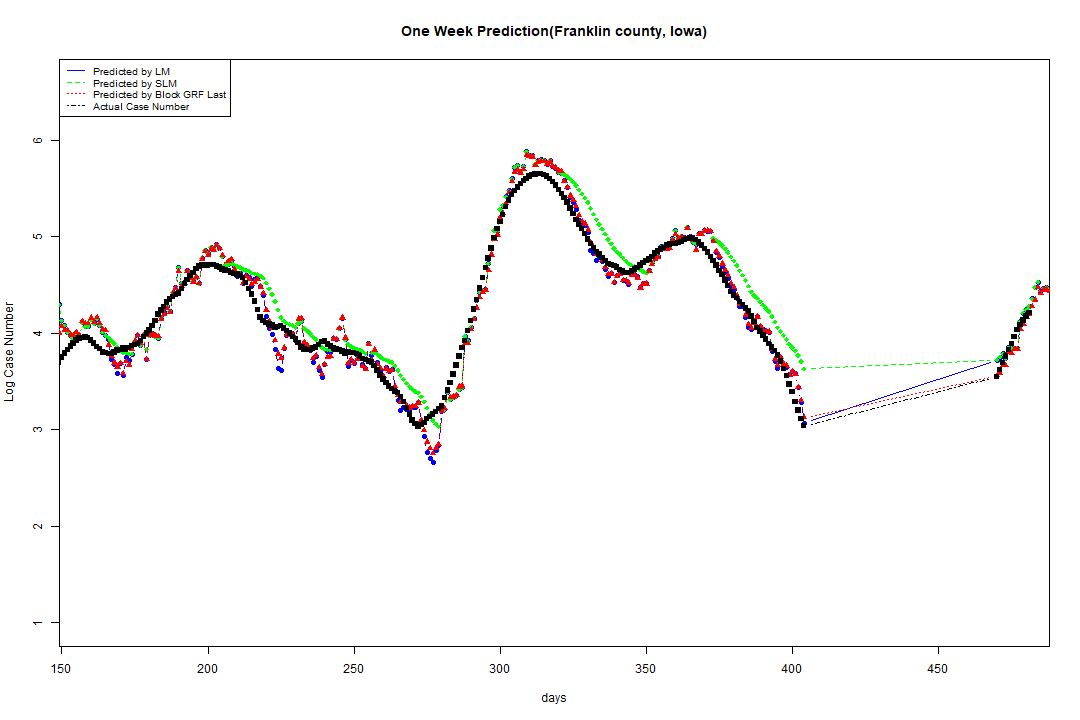 One Week Prediction(Franklin county, Iowa)
Predicted by LM
Predicted by SLM
Predicted by Block GRF Last
Actual Case Number
Log Case Number
6
5
4
3
2
1
150 200 250 300 350 400 450
days